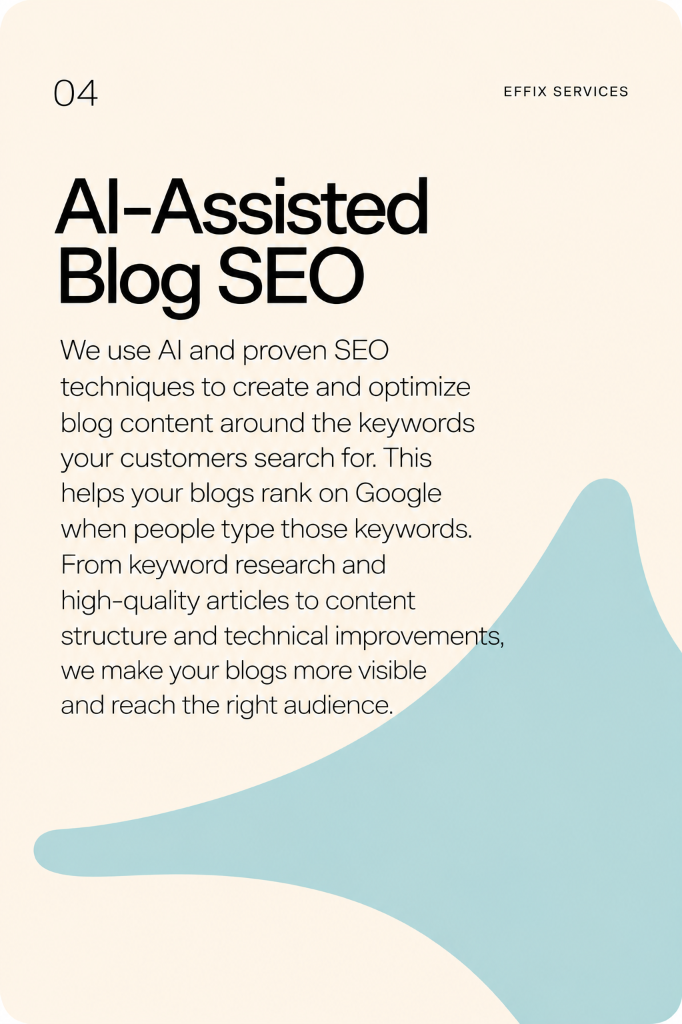 04
EFFIX SERVICES
AI-Assisted
Blog SEO
We use AI and proven SEO
techniques to create and optimize
blog content around the keywords
your customers search for. This
helps your blogs rank on Google
when people type those keywords.
From keyword research and
high-quality articles to content
structure and technical improvements,
we make your blogs more visible
and reach the right audience.